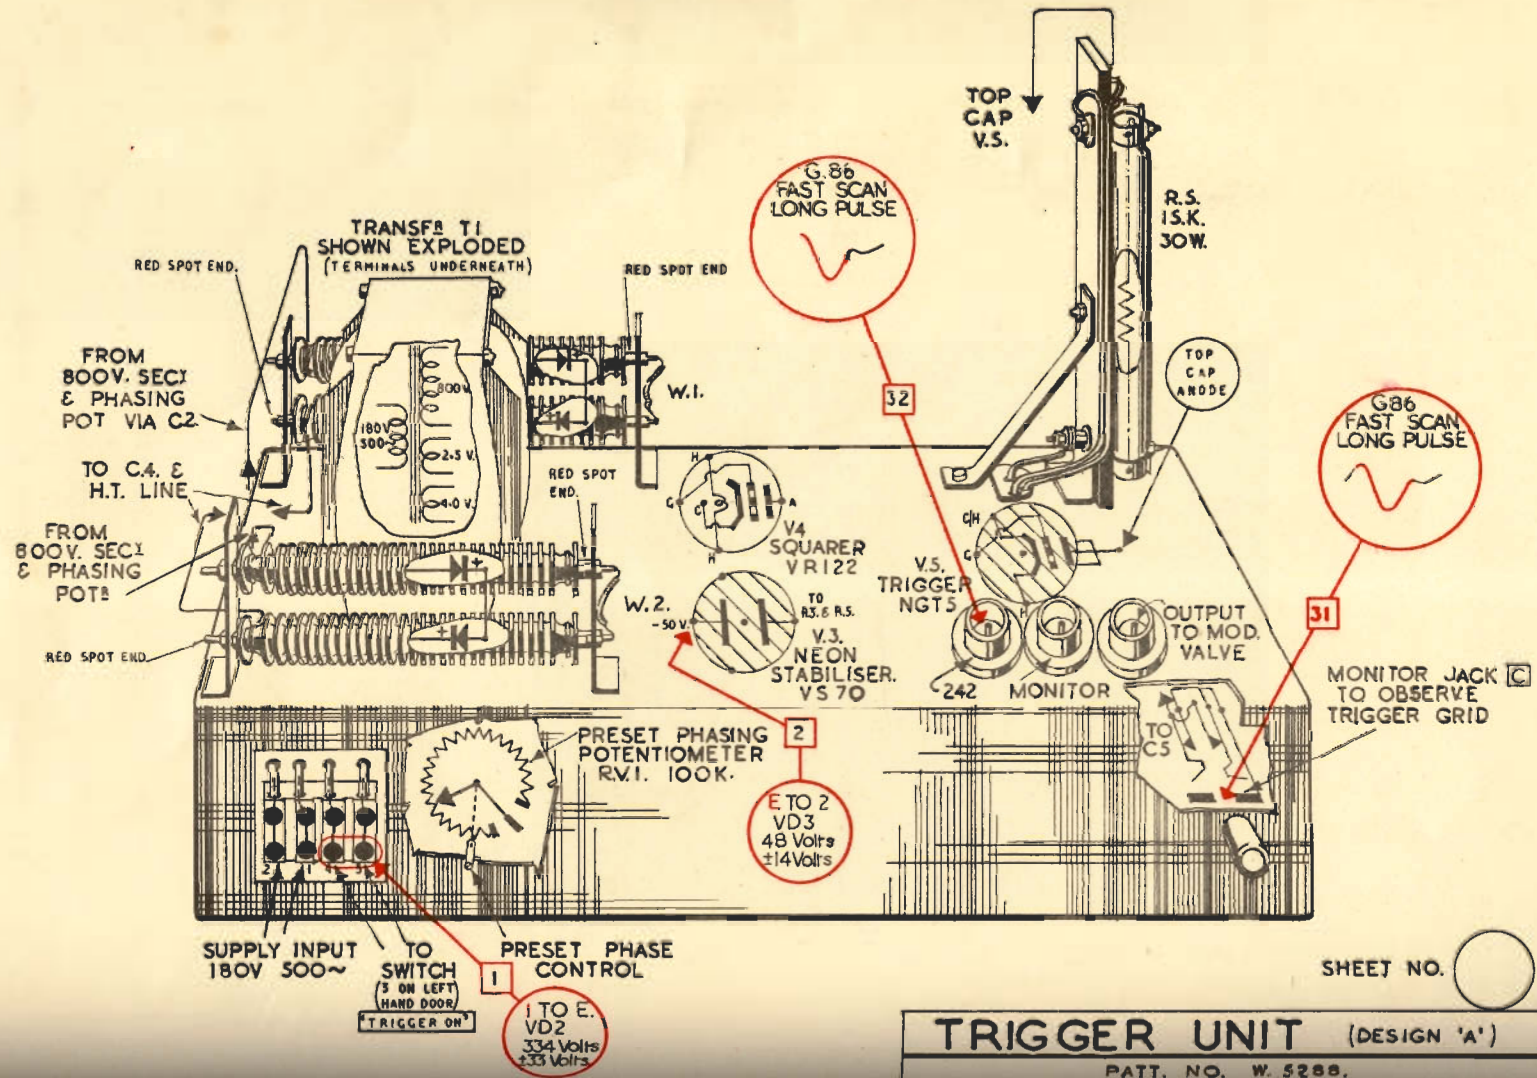 TOP
CAP
V.S.
G.86
FAST SCAN
LONG PULSE
R.S.
15.K.
30W.
TRANSFR T1
SHOWN EXPLODED
(TERMINALS UNDERNEATH)
RED SPOT END.
RED SPOT END
FROM
800V. SECY
& PHASING
POT VIA C2
800V.
180V
500~
2.5 V.
4.0 V.
W.1.
TOP
CAP
ANODE
32
G86
FAST SCAN
LONG PULSE
TO C.4. &
H.T. LINE
RED SPOT
END.
H
G
C
A
H
V4
SQUARER
VR122
C/H
G
H
V.5.
TRIGGER
NGT5
FROM
800V. SECY
& PHASING
POTR
W.2.
-50V.
TO
R3.& R.5.
V.3.
NEON
STABILISER.
VS70
RED SPOT END.
OUTPUT
TO MOD.
VALVE
31
242
MONITOR
MONITOR JACK C
TO OBSERVE
TRIGGER GRID
TO
C5
PRESET PHASING
POTENTIOMETER
R.V.1. 100K.
2
E TO 2
VD3
48 Volts
±14Volts
2
1
4
SUPPLY INPUT
180V 500~
TO
SWITCH
(3 ON LEFT
HAND DOOR)
"TRIGGER ON"
PRESET PHASE
CONTROL
1
1 TO E.
VD2
334 Volts
±33 Volts
SHEET NO.
TRIGGER UNIT (DESIGN 'A')
PATT. NO. W. 5288.